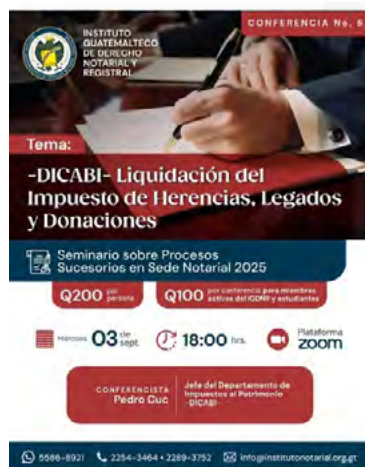 CONFERENCIA No. 6
INSTITUTO
GUATEMALTECO
DE DERECHO
NOTARIAL Y
REGISTRAL
Tema:
-DICABI- Liquidación del
Impuesto de Herencias, Legados
y Donaciones
Seminario sobre Procesos
Sucesorios en Sede Notarial 2025
Q200 por persona
Q100 por conferencia para miembros
activos del IGDNR y estudiantes
Miércoles 03 de sept.
18:00 hrs.
Plataforma
zoom
CONFERENCISTA
Pedro Cuc
Jefe del Departamento de
Impuestos al Patrimonio
-DICABI-
5586-8921
2254-3464 • 2289-3752
info@institutonotarial.org.gt